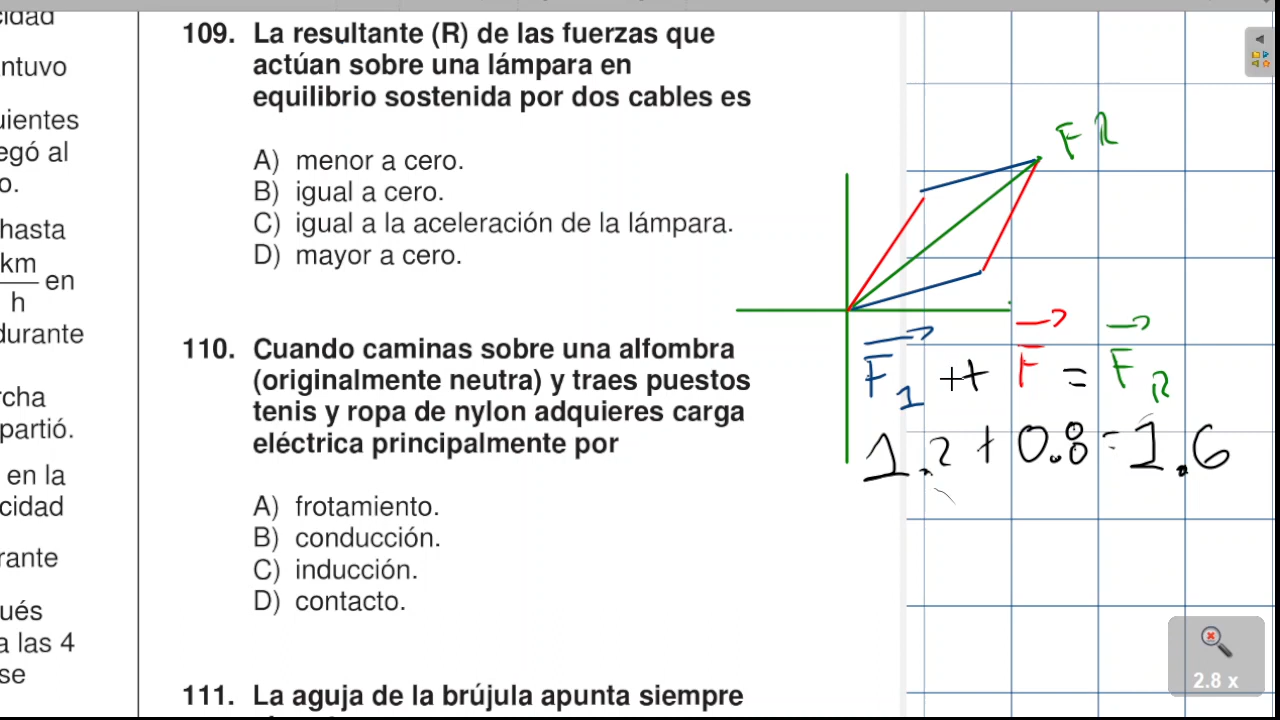 cidad
ntuvo
uientes
egó al
o.
hasta
km
h
en
durante
rcha
partió.
en la
cidad
rante
ués
a las 4
se
109. La resultante (R) de las fuerzas que
actúan sobre una lámpara en
equilibrio sostenida por dos cables es
A) menor a cero.
B) igual a cero.
C) igual a la aceleración de la lámpara.
D) mayor a cero.
110. Cuando caminas sobre una alfombra
(originalmente neutra) y traes puestos
tenis y ropa de nylon adquieres carga
eléctrica principalmente por
A) frotamiento.
B) conducción.
C) inducción.
D) contacto.
111. La aguja de la brújula apunta siempre
FR
F1 ++ F = FR
1.2 + 0.8 = 1.6
2.8 x